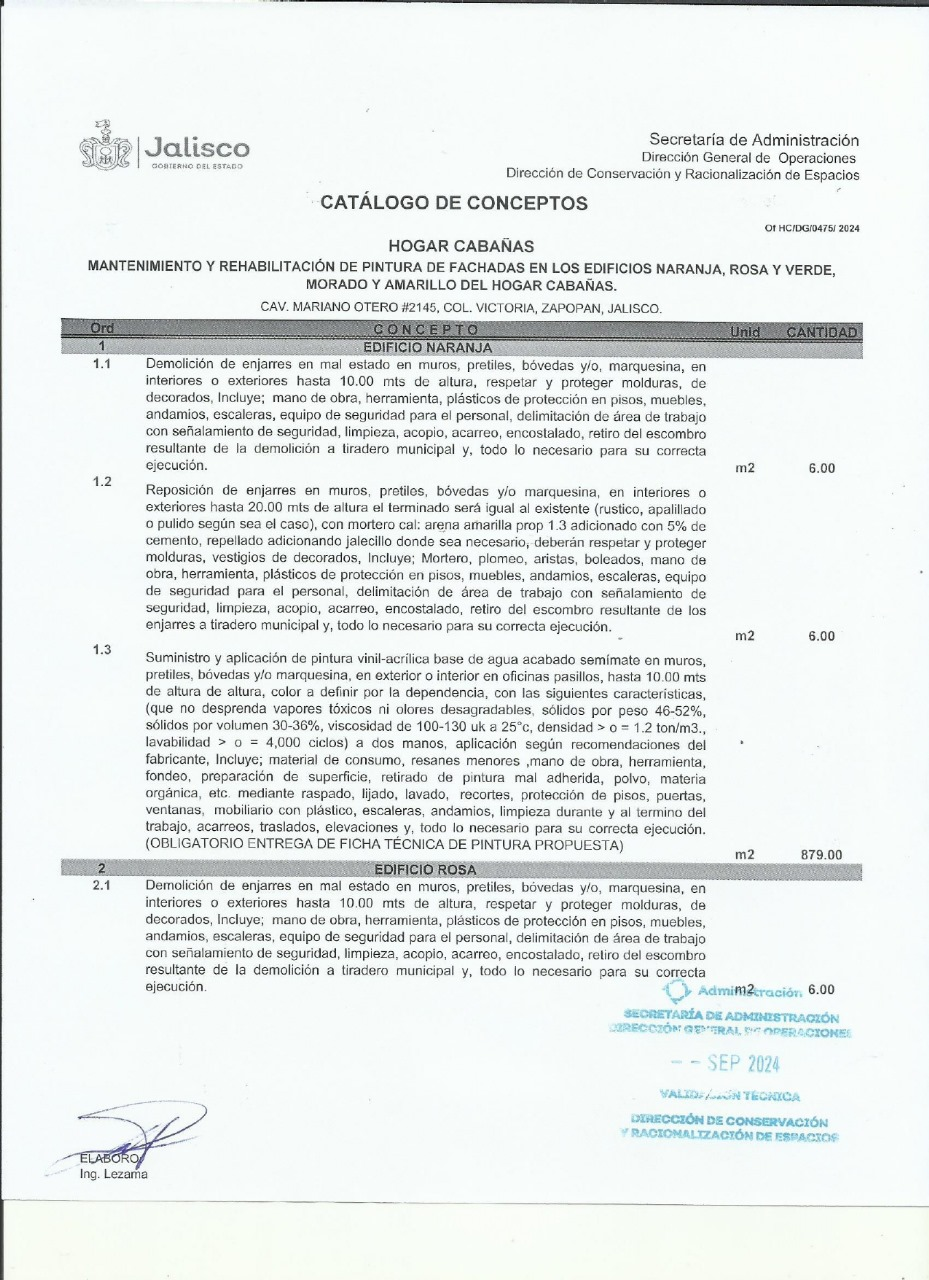 Jalisco
GOBIERNO DEL ESTADO
Secretaría de Administración
Dirección General de Operaciones
Dirección de Conservación y Racionalización de Espacios
CATÁLOGO DE CONCEPTOS
Of HC/DG/0475/ 2024
HOGAR CABAÑAS
MANTENIMIENTO Y REHABILITACIÓN DE PINTURA DE FACHADAS EN LOS EDIFICIOS NARANJA, ROSA Y VERDE,
MORADO Y AMARILLO DEL HOGAR CABAÑAS.
CAV. MARIANO OTERO #2145, COL. VICTORIA, ZAPOPAN, JALISCO.
Ord CONCEPTO Unid CANTIDAD
1 EDIFICIO NARANJA
1.1 Demolición de enjarres en mal estado en muros, pretiles, bóvedas y/o, marquesina, en
interiores o exteriores hasta 10.00 mts de altura, respetar y proteger molduras, de
decorados, Incluye; mano de obra, herramienta, plásticos de protección en pisos, muebles,
andamios, escaleras, equipo de seguridad para el personal, delimitación de área de trabajo
con señalamiento de seguridad, limpieza, acopio, acarreo, encostalado, retiro del escombro
resultante de la demolición a tiradero municipal y, todo lo necesario para su correcta
ejecución. m2 6.00
1.2
Reposición de enjarres en muros, pretiles, bóvedas y/o marquesina, en interiores o
exteriores hasta 20.00 mts de altura el terminado será igual al existente (rustico, apalillado
o pulido según sea el caso), con mortero cal: arena amarilla prop 1.3 adicionado con 5% de
cemento, repellado adicionando jalecillo donde sea necesario, deberán respetar y proteger
molduras, vestigios de decorados, Incluye; Mortero, plomeo, aristas, boleados, mano de
obra, herramienta, plásticos de protección en pisos, muebles, andamios, escaleras, equipo
de seguridad para el personal, delimitación de área de trabajo con señalamiento de
seguridad, limpieza, acopio, acarreo, encostalado, retiro del escombro resultante de los
enjarres a tiradero municipal y, todo lo necesario para su correcta ejecución. m2 6.00
1.3
Suministro y aplicación de pintura vinil-acrílica base de agua acabado semímate en muros,
pretiles, bóvedas y/o marquesina, en exterior o interior en oficinas pasillos, hasta 10.00 mts
de altura de altura, color a definir por la dependencia, con las siguientes características,
(que no desprenda vapores tóxicos ni olores desagradables, sólidos por peso 46-52%,
sólidos por volumen 30-36%, viscosidad de 100-130 uk a 25°c, densidad > o = 1.2 ton/m3.,
lavabilidad > o = 4,000 ciclos) a dos manos, aplicación según recomendaciones del
fabricante, Incluye; material de consumo, resanes menores ,mano de obra, herramienta,
fondeo, preparación de superficie, retirado de pintura mal adherida, polvo, materia
orgánica, etc. mediante raspado, lijado, lavado, recortes, protección de pisos, puertas,
ventanas, mobiliario con plástico, escaleras, andamios, limpieza durante y al termino del
trabajo, acarreos, traslados, elevaciones y, todo lo necesario para su correcta ejecución.
(OBLIGATORIO ENTREGA DE FICHA TÉCNICA DE PINTURA PROPUESTA) m2 879.00
2 EDIFICIO ROSA
2.1 Demolición de enjarres en mal estado en muros, pretiles, bóvedas y/o, marquesina, en
interiores o exteriores hasta 10.00 mts de altura, respetar y proteger molduras, de
decorados, Incluye; mano de obra, herramienta, plásticos de protección en pisos, muebles,
andamios, escaleras, equipo de seguridad para el personal, delimitación de área de trabajo
con señalamiento de seguridad, limpieza, acopio, acarreo, encostalado, retiro del escombro
resultante de la demolición a tiradero municipal y, todo lo necesario para su correcta
ejecución. m2 6.00
Administración
SECRETARÍA DE ADMINISTRACIÓN
DIRECCIÓN GENERAL DE OPERACIONES
-- SEP 2024
VALIDACIÓN TÉCNICA
DIRECCIÓN DE CONSERVACIÓN
Y RACIONALIZACIÓN DE ESPACIOS
ELABORO
Ing. Lezama